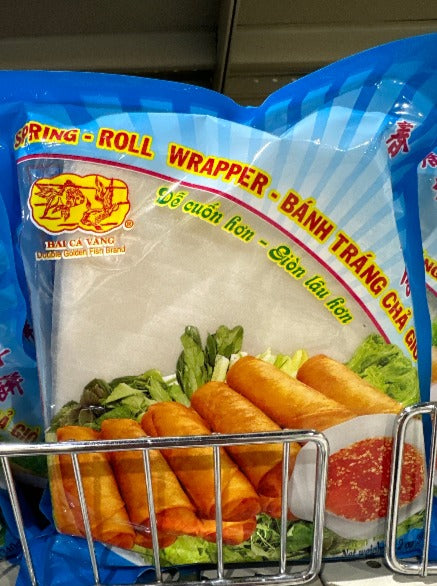 SPRING - ROLL WRAPPER - BÁNH TRÁNG CHẢ GIÒ
Dễ cuốn hơn - Giòn lâu hơn
HAI CÁ VÀNG ®
Double Golden Fish Brand
Ả GIÒ